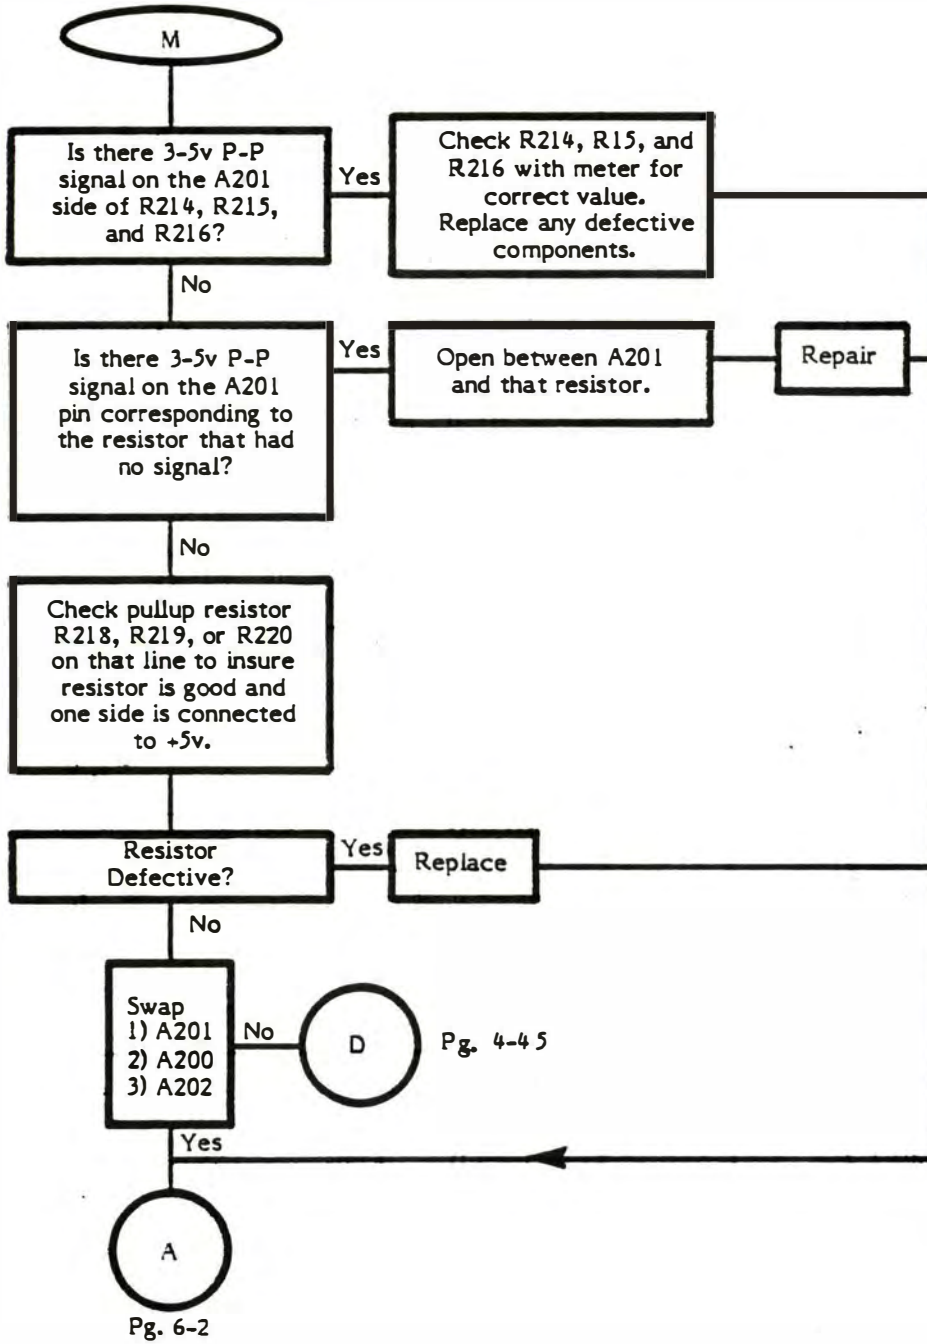 M
Is there 3-5v P-P
signal on the A201
side of R214, R215,
and R216?
Yes
Check R214, R15, and
R216 with meter for
correct value.
Replace any defective
components.
No
Is there 3-5v P-P
signal on the A201
pin corresponding to
the resistor that had
no signal?
Yes
Open between A201
and that resistor.
Repair
No
Check pullup resistor
R218, R219, or R220
on that line to insure
resistor is good and
one side is connected
to +5v.
Resistor
Defective?
Yes
Replace
No
Swap
1) A201
2) A200
3) A202
No
D
Pg. 4-45
Yes
A
Pg. 6-2